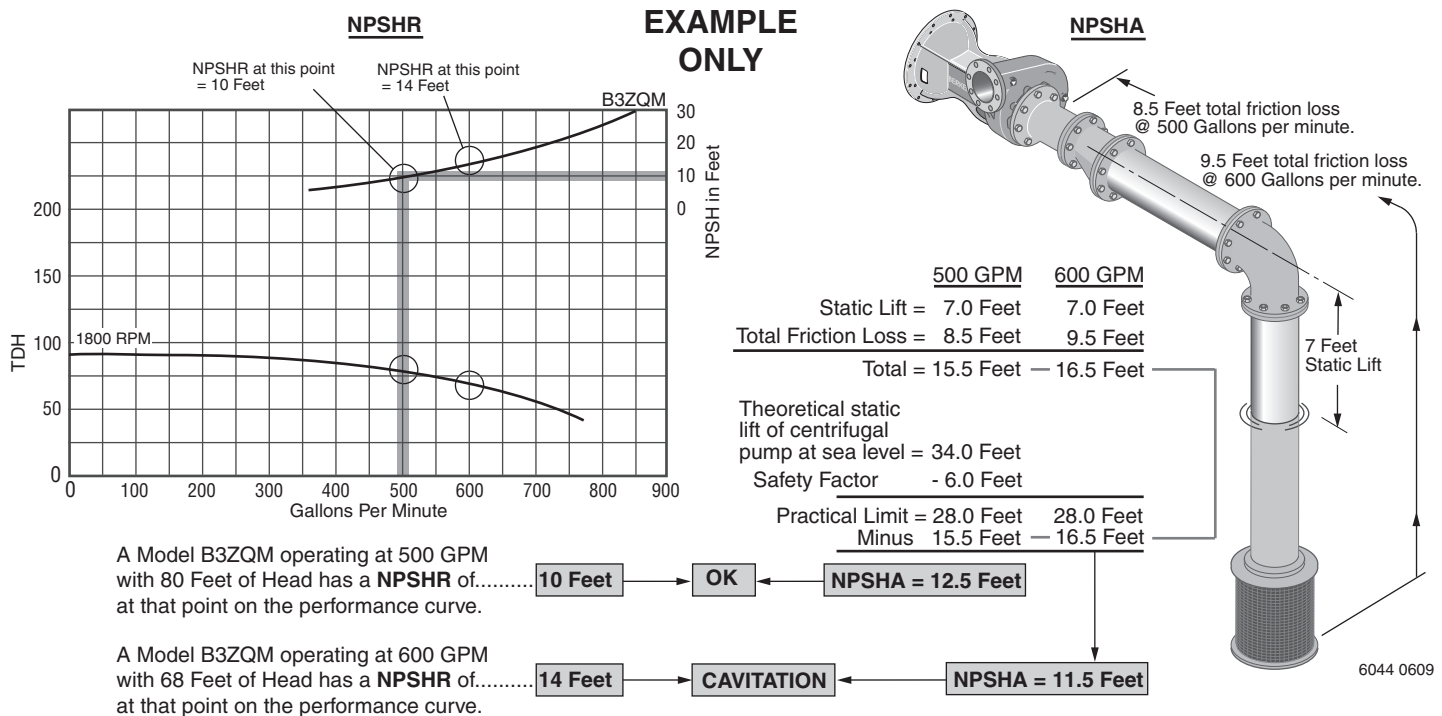 NPSHR
EXAMPLE
ONLY
NPSHA
NPSHR at this point
= 10 Feet
NPSHR at this point
= 14 Feet
B3ZQM
30
20
10
0
NPSH in Feet
200
150
100
50
0
TDH
1800 RPM
0 100 200 300 400 500 600 700 800 900
Gallons Per Minute
8.5 Feet total friction loss
@ 500 Gallons per minute.
9.5 Feet total friction loss
@ 600 Gallons per minute.
7 Feet
Static Lift
500 GPM 600 GPM
Static Lift = 7.0 Feet 7.0 Feet
Total Friction Loss = 8.5 Feet 9.5 Feet
Total = 15.5 Feet — 16.5 Feet
Theoretical static
lift of centrifugal
pump at sea level = 34.0 Feet
Safety Factor - 6.0 Feet
Practical Limit = 28.0 Feet 28.0 Feet
Minus 15.5 Feet — 16.5 Feet
A Model B3ZQM operating at 500 GPM
with 80 Feet of Head has a NPSHR of.......... 10 Feet OK NPSHA = 12.5 Feet
at that point on the performance curve.
A Model B3ZQM operating at 600 GPM
with 68 Feet of Head has a NPSHR of.......... 14 Feet CAVITATION NPSHA = 11.5 Feet
at that point on the performance curve.
6044 0609